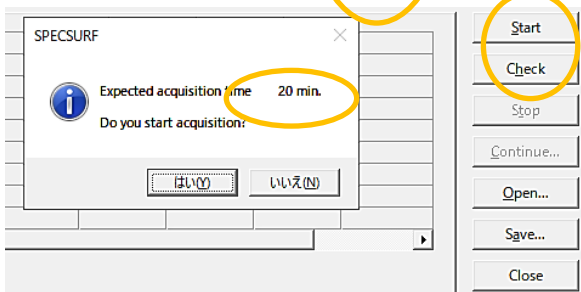 SPECSURF
Expected acquisition time 20 min.
Do you start acquisition?
はい(Y)
いいえ(N)
Start
Check
Stop
Continue...
Open...
Save...
Close